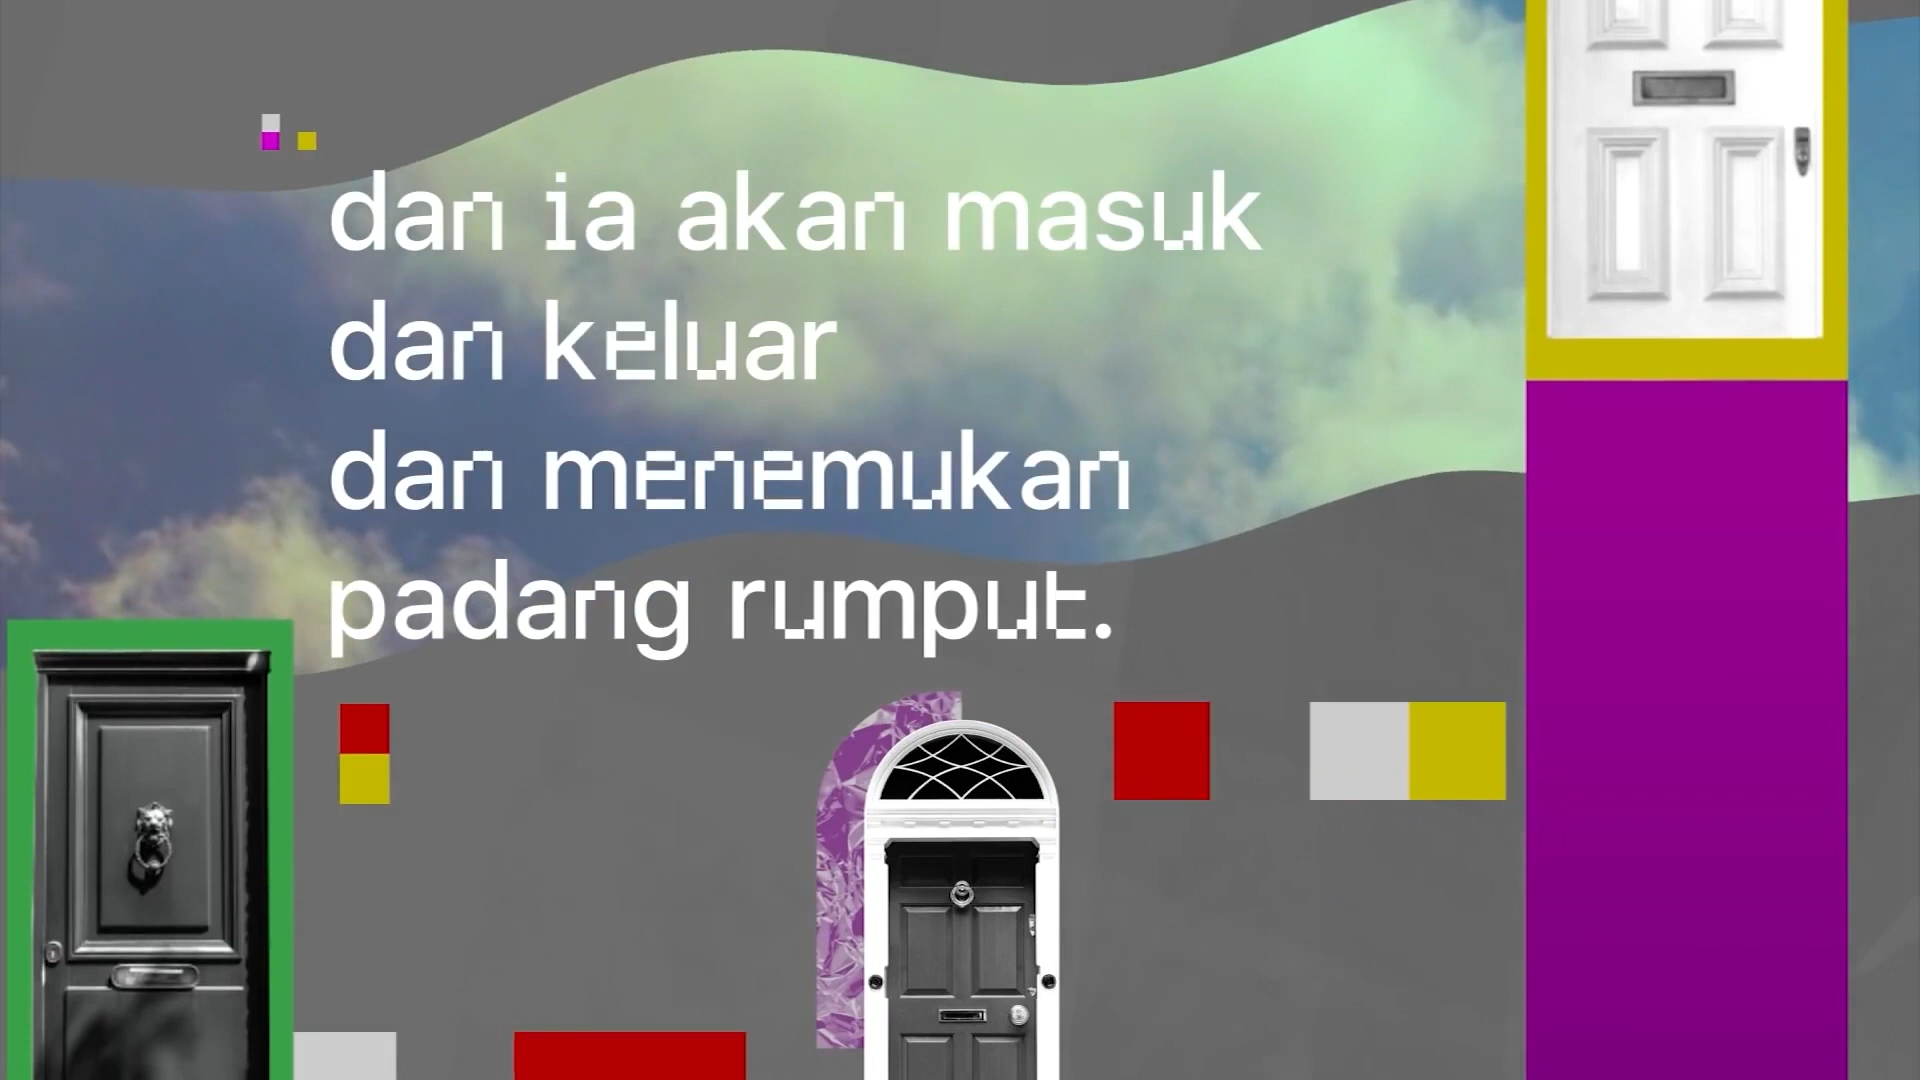 dan ia akan masuk
dan keluar
dan menemukan
padang rumput.